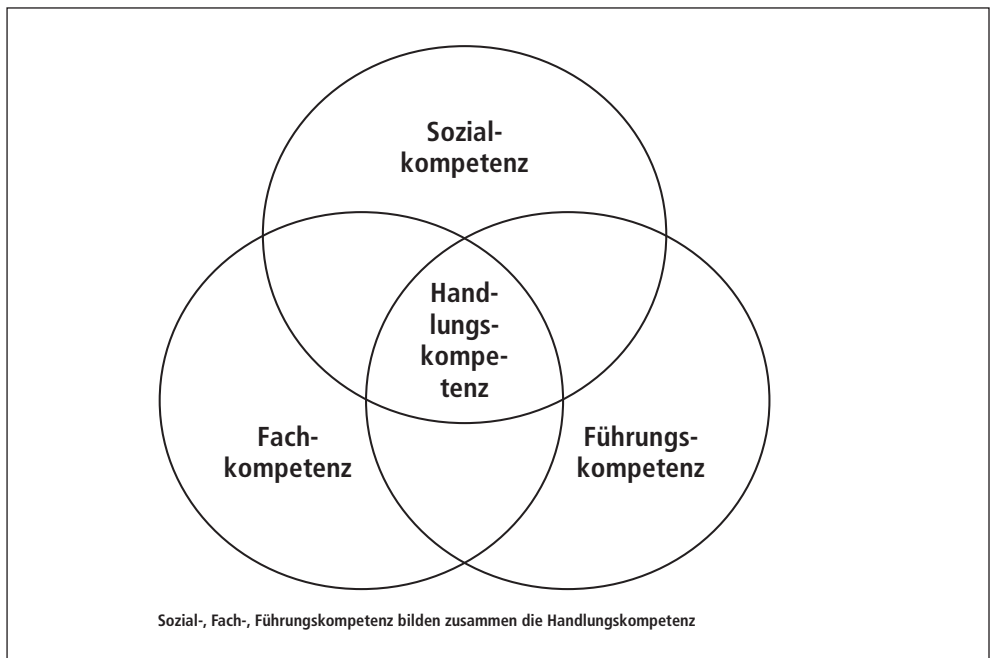 Sozial-
kompetenz
Hand-
lungs-
kompe-
tenz
Fach-
kompetenz
Führungs-
kompetenz
Sozial-, Fach-, Führungskompetenz bilden zusammen die Handlungskompetenz